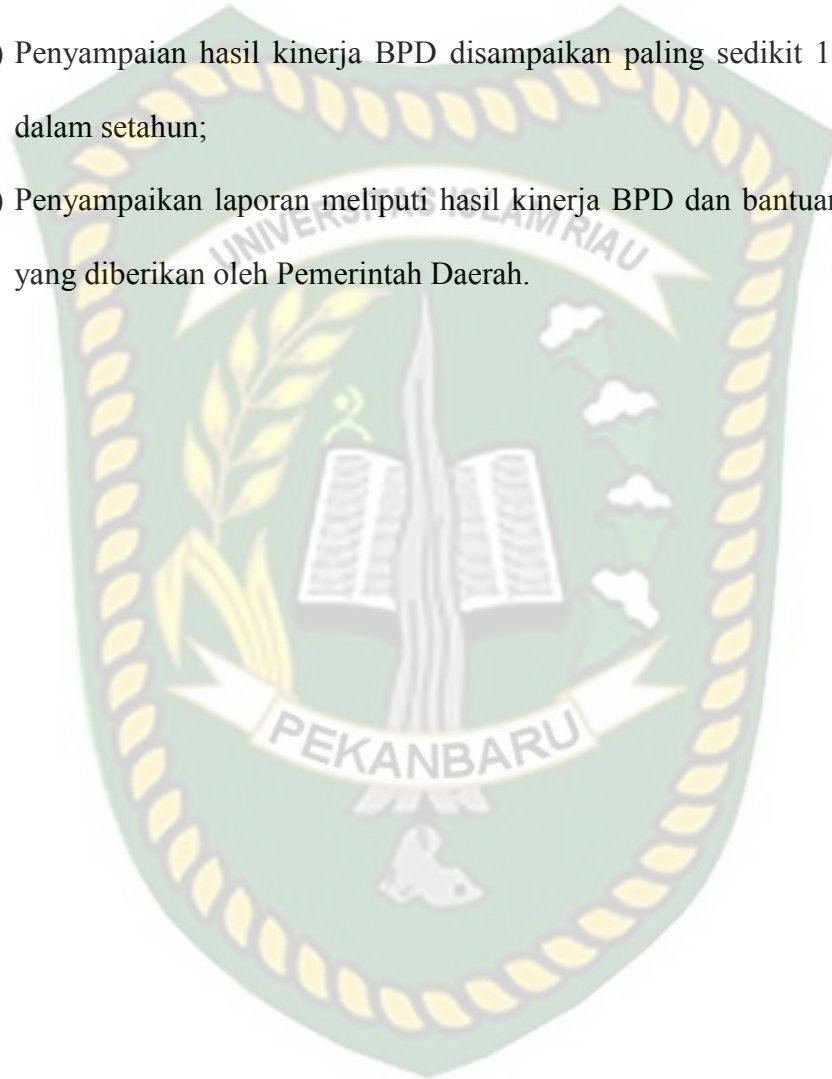 ) Penyampaian hasil kinerja BPD disampaikan paling sedikit 1
dalam setahun;
) Penyampaikan laporan meliputi hasil kinerja BPD dan bantuan
yang diberikan oleh Pemerintah Daerah.
UNIVERSITAS ISLAM RIAU
PEKANBARU